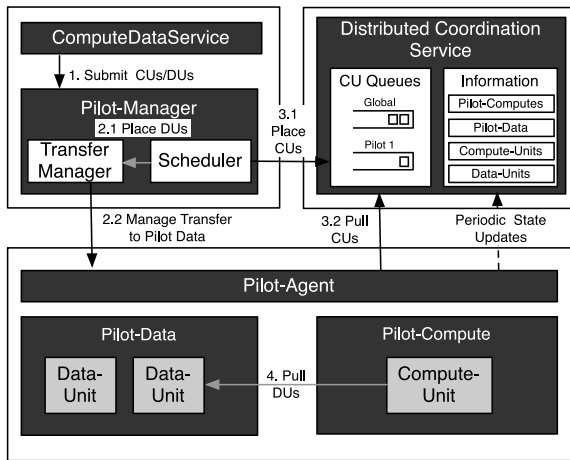 ComputeDataService
1. Submit CUs/DUs
Pilot-Manager
2.1 Place DUs
Transfer
Manager
Scheduler
3.1
Place
CUs
Distributed Coordination
Service
CU Queues
Global
Pilot 1
Information
Pilot-Computes
Pilot-Data
Compute-Units
Data-Units
2.2 Manage Transfer
to Pilot Data
3.2 Pull
CUs
Periodic State
Updates
Pilot-Agent
Pilot-Data
Data-
Unit
Data-
Unit
4. Pull
DUs
Pilot-Compute
Compute-
Unit